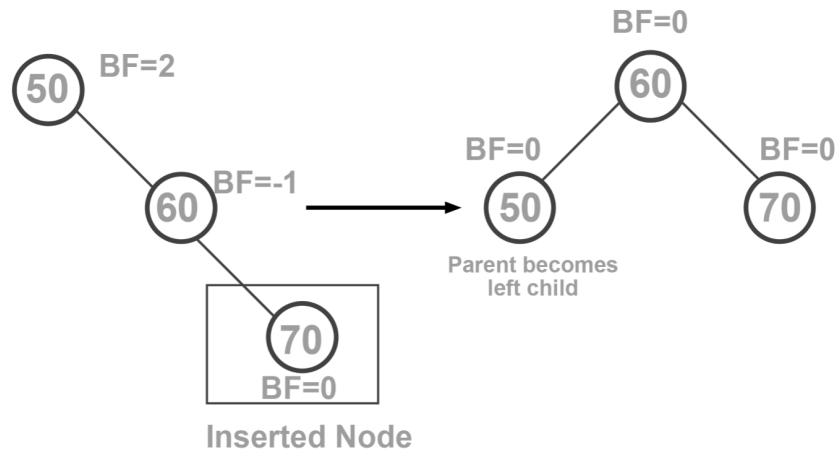 50
BF=2
60
BF=-1
70
BF=0
Inserted Node
BF=0
60
BF=0
50
Parent becomes
left child
BF=0
70